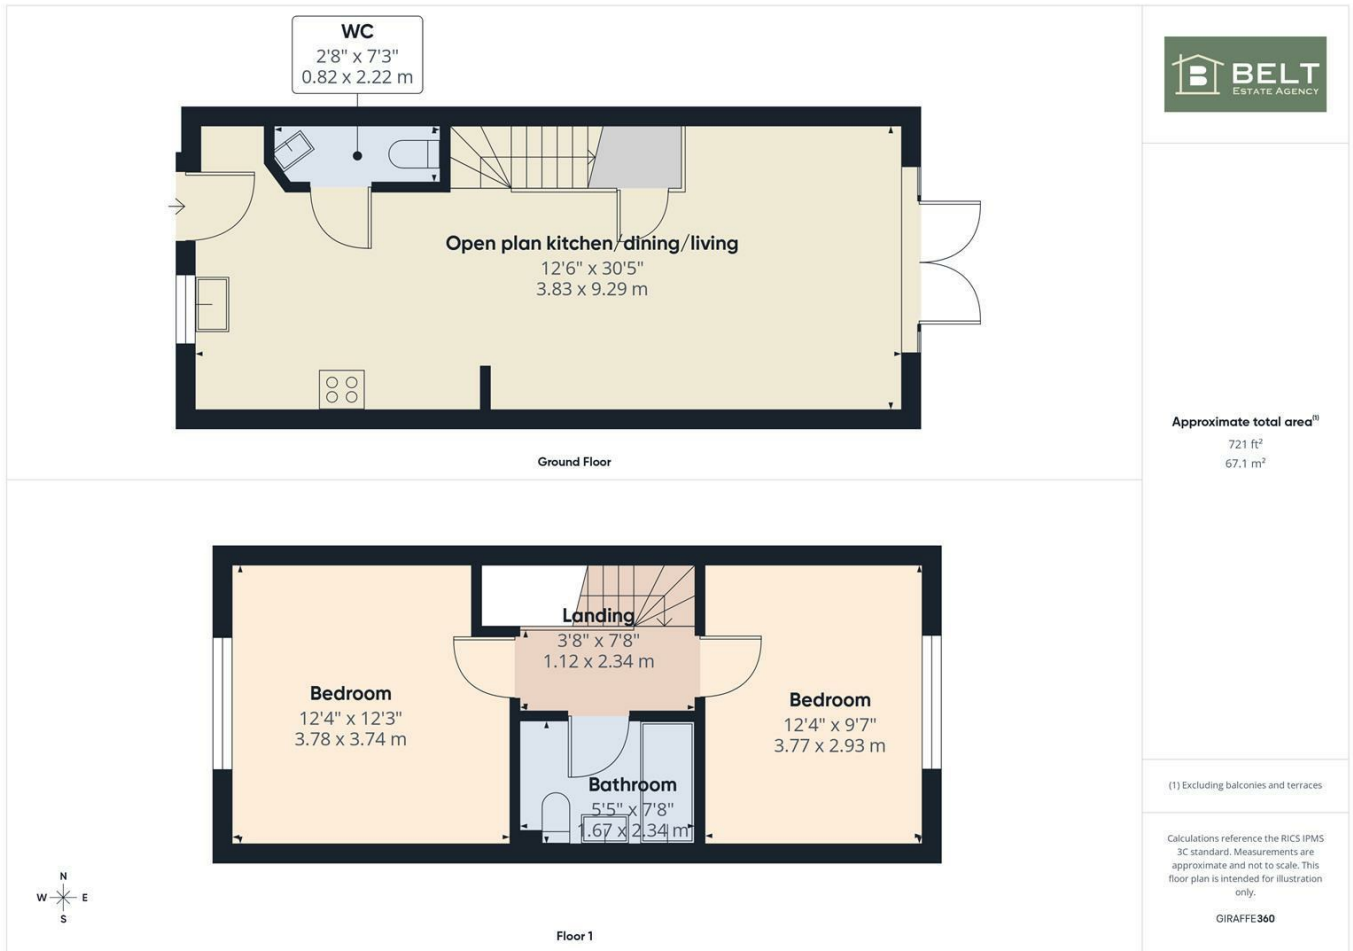 WC
2'8" x 7'3"
0.82 x 2.22 m
Open plan kitchen/dining/living
12'6" x 30'5"
3.83 x 9.29 m
Ground Floor
Landing
3'8" x 7'8"
1.12 x 2.34 m
Bedroom
12'4" x 12'3"
3.78 x 3.74 m
Bedroom
12'4" x 9'7"
3.77 x 2.93 m
Bathroom
5'5" x 7'8"
1.67 x 2.34 m
N
W E
S
Floor 1
B BELT
ESTATE AGENCY
Approximate total area(1)
721 ft²
67.1 m²
(1) Excluding balconies and terraces
Calculations reference the RICS IPMS
3C standard. Measurements are
approximate and not to scale. This
floor plan is intended for illustration
only.
GIRAFFE360